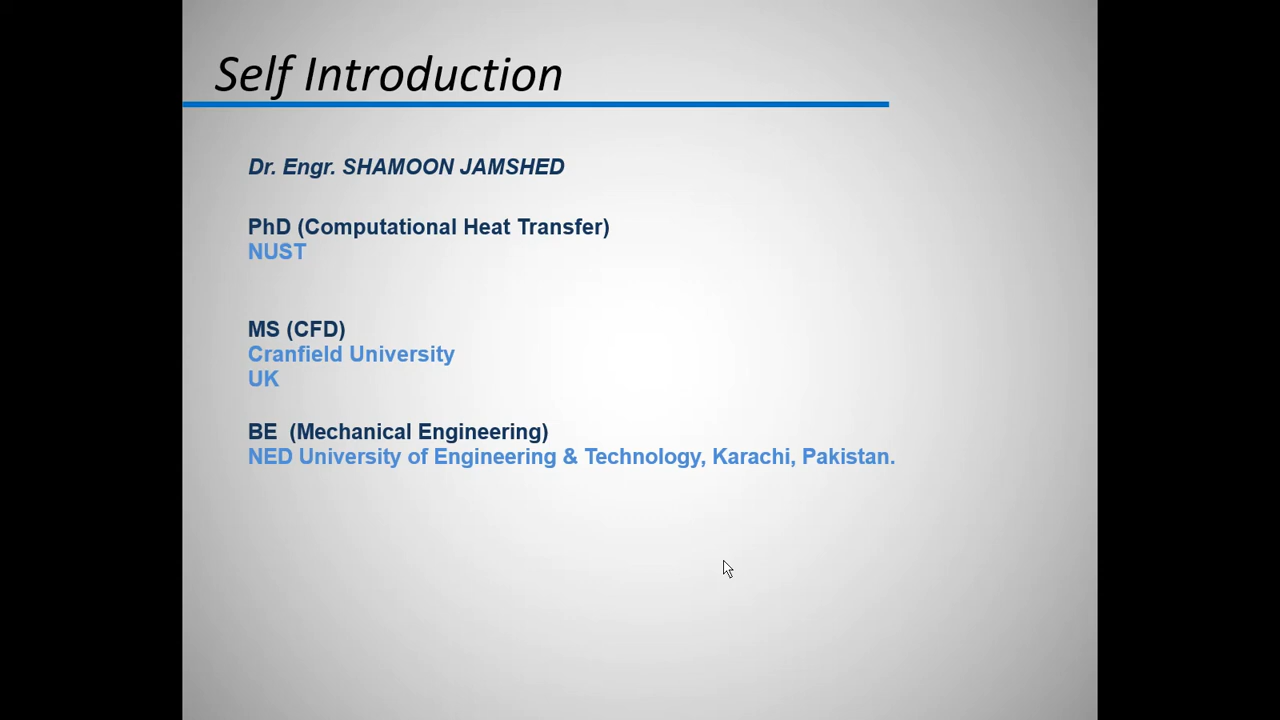 Self Introduction
Dr. Engr. SHAMOON JAMSHED
PhD (Computational Heat Transfer)
NUST
MS (CFD)
Cranfield University
UK
BE  (Mechanical Engineering)
NED University of Engineering & Technology, Karachi, Pakistan.